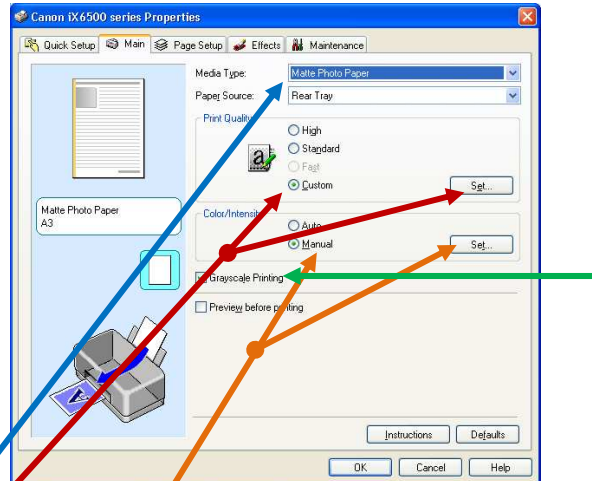 Canon iX6500 series Properties
Quick Setup Main Page Setup Effects Maintenance
Media Type: Matte Photo Paper
Paper Source: Rear Tray
Print Quality
High
Standard
Fast
Custom Set...
Matte Photo Paper
A3
Color/Intensity
Auto
Manual Set...
Grayscale Printing
Preview before printing
Instructions Defaults
OK Cancel Help